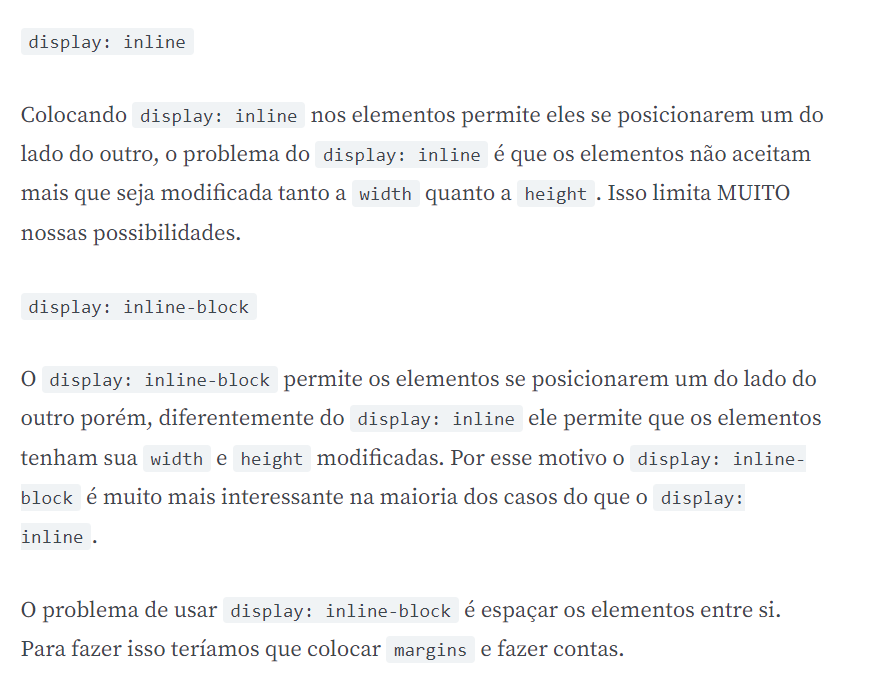 display: inline
Colocando display: inline nos elementos permite eles se posicionarem um do
lado do outro, o problema do display: inline é que os elementos não aceitam
mais que seja modificada tanto a width quanto a height. Isso limita MUITO
nossas possibilidades.
display: inline-block
O display: inline-block permite os elementos se posicionarem um do lado do
outro porém, diferentemente do display: inline ele permite que os elementos
tenham sua width e height modificadas. Por esse motivo o display: inline-
block é muito mais interessante na maioria dos casos do que o display:
inline.
O problema de usar display: inline-block é espaçar os elementos entre si.
Para fazer isso teríamos que colocar margins e fazer contas.